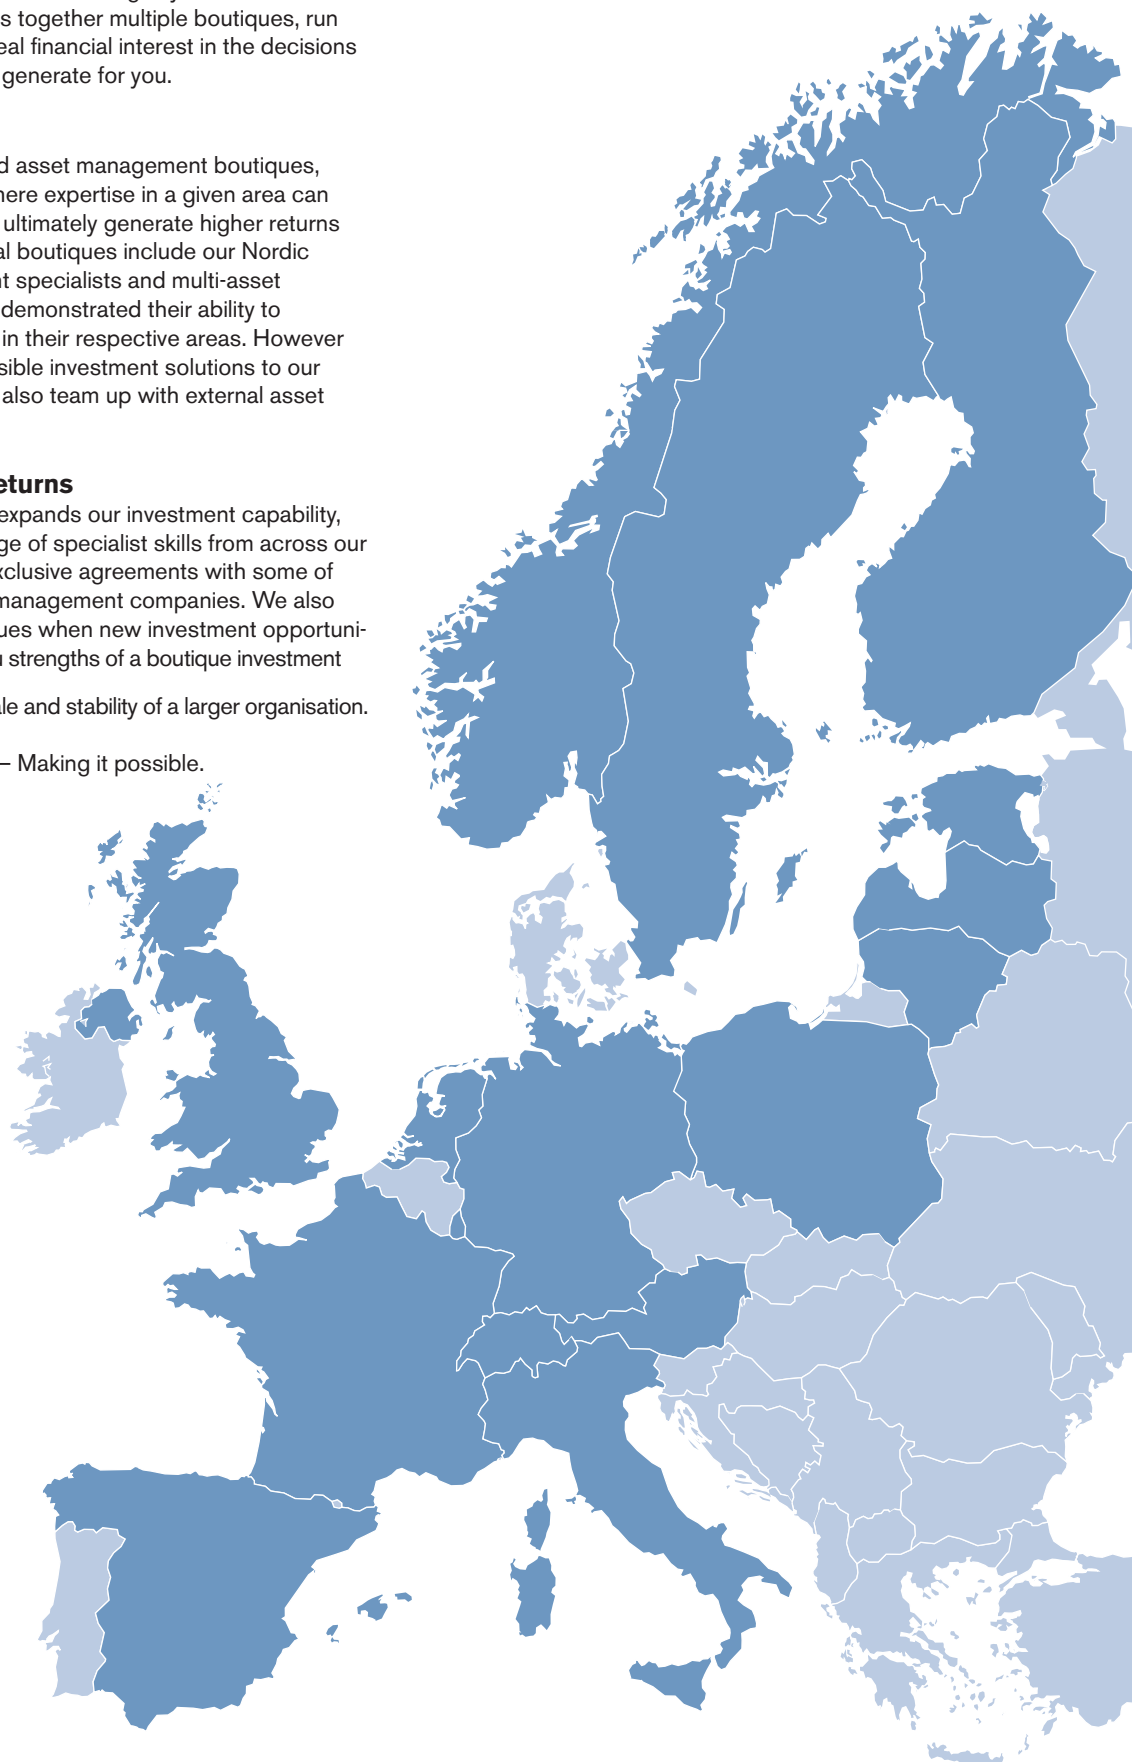 s together multiple boutiques, run
eal financial interest in the decisions
generate for you.
d asset management boutiques,
here expertise in a given area can
ultimately generate higher returns
al boutiques include our Nordic
nt specialists and multi-asset
demonstrated their ability to
in their respective areas. However
sible investment solutions to our
also team up with external asset
eturns
expands our investment capability,
ge of specialist skills from across our
xclusive agreements with some of
management companies. We also
ues when new investment opportuni-
u strengths of a boutique investment
ale and stability of a larger organisation.
– Making it possible.